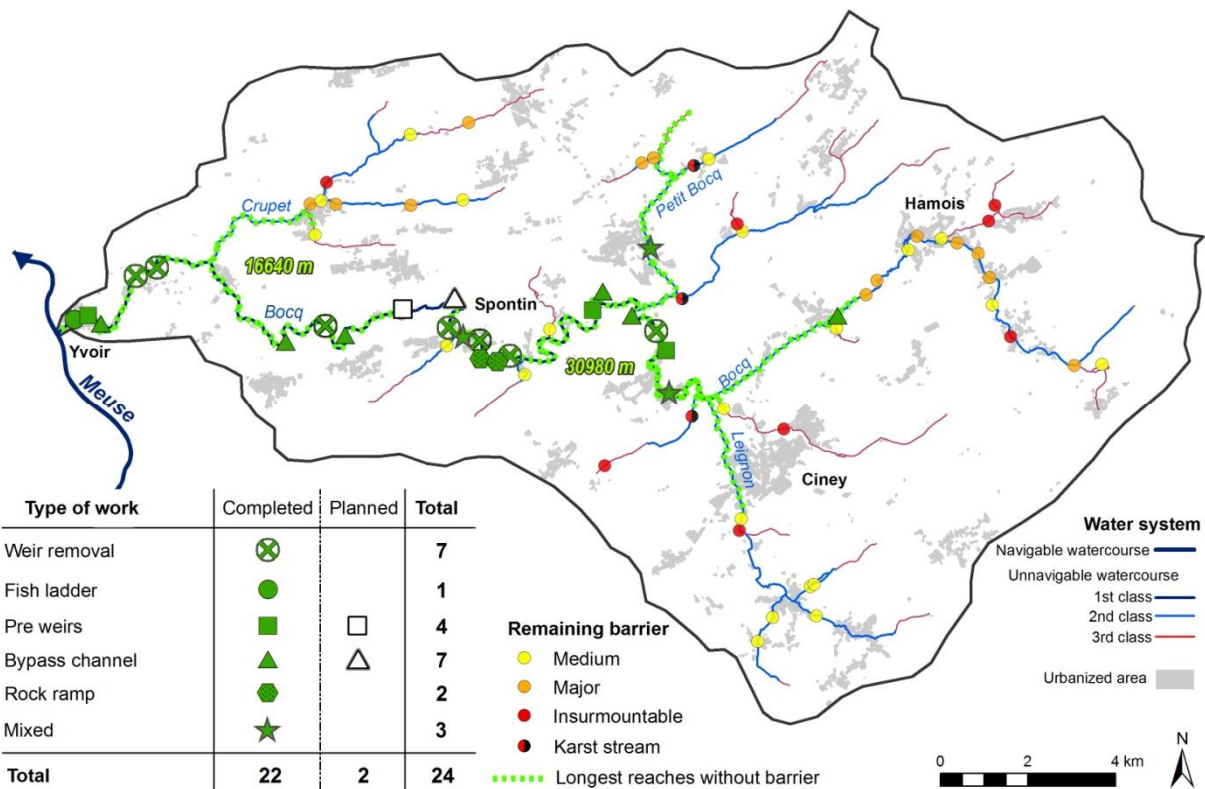 Hamois
Petit Bocq
Crupet
16640 m
Bocq
Spontin
Yvoir
Meuse
30980 m
Bocq
Leignon
Ciney
Type of work Completed Planned Total
Weir removal 7
Fish ladder 1
Pre weirs 4
Bypass channel 7
Rock ramp 2
Mixed 3
Total 22 2 24
Remaining barrier
Medium
Major
Insurmountable
Karst stream
Longest reaches without barrier
Water system
Navigable watercourse
Unnavigable watercourse
1st class
2nd class
3rd class
Urbanized area
N
0 2 4 km